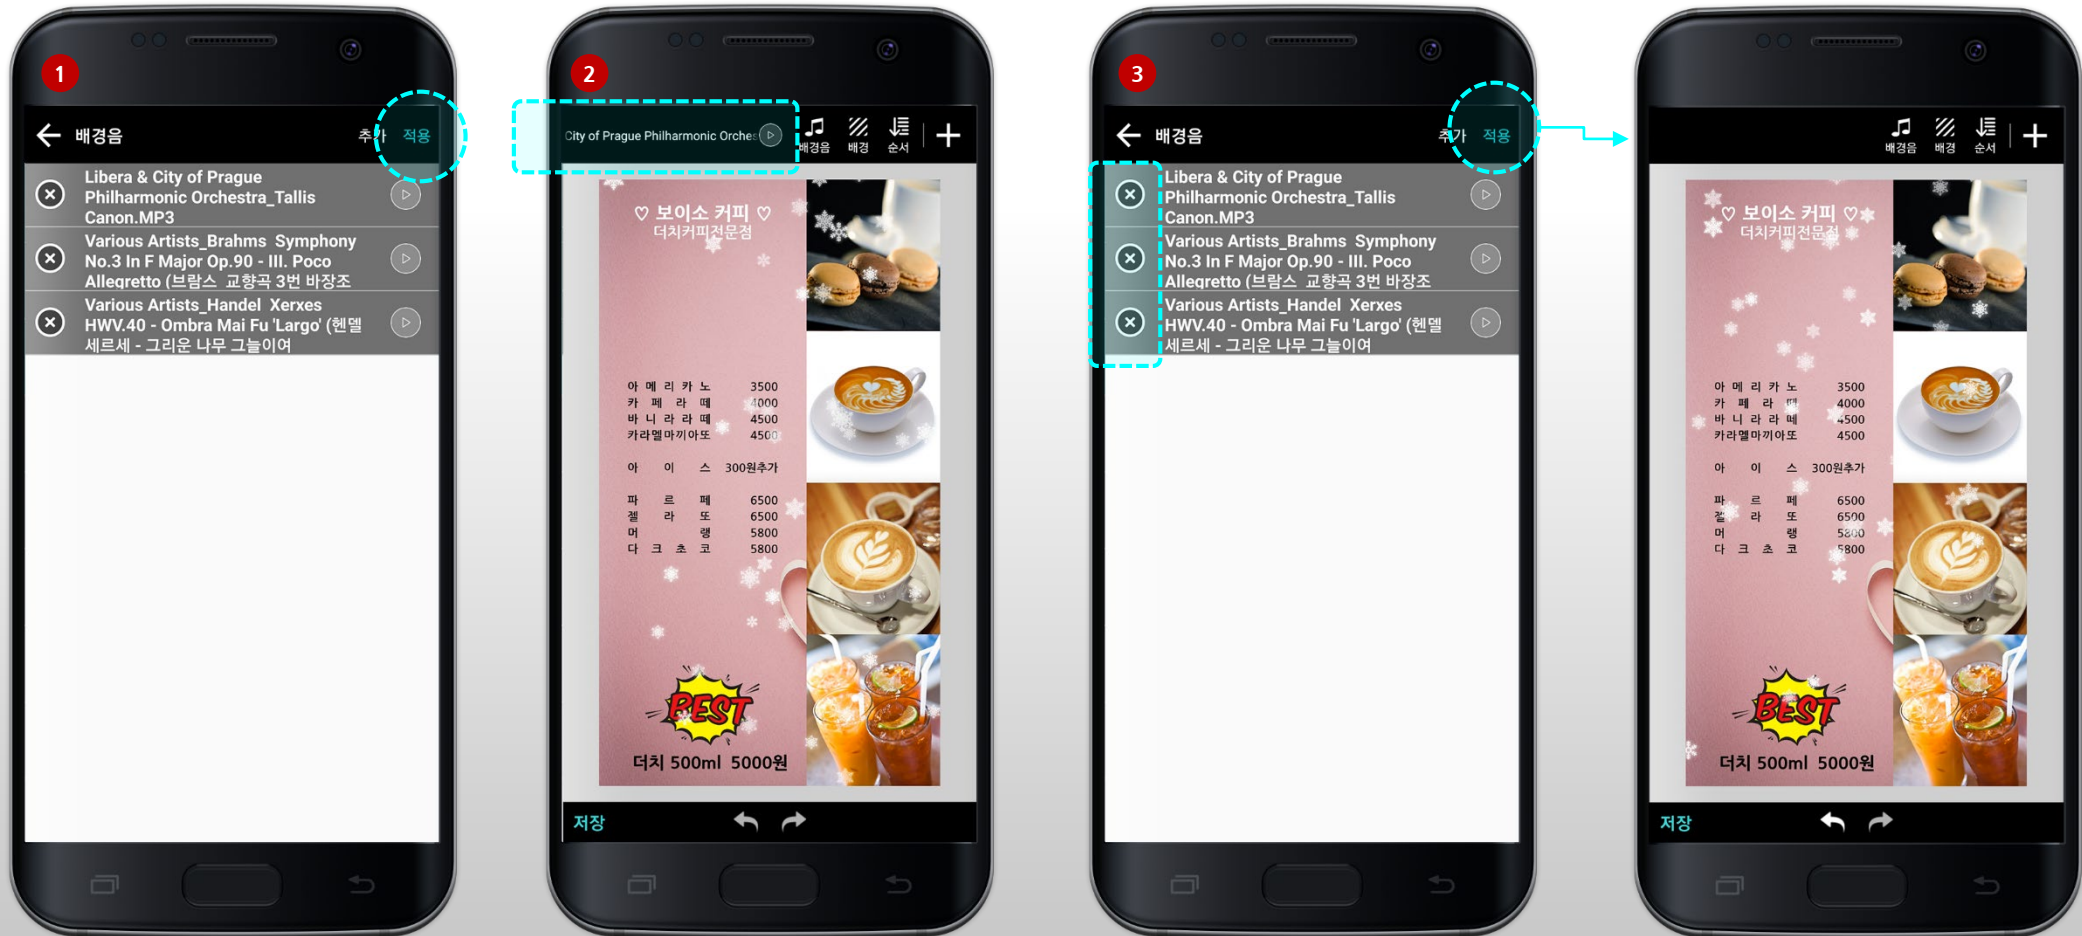 1
배경음
추가 적용
Libera & City of Prague
Philharmonic Orchestra_Tallis
Canon.MP3
Various Artists_Brahms Symphony
No.3 In F Major Op.90 - III. Poco
Allegretto (브람스 교향곡 3번 바장조
Various Artists_Handel Xerxes
HWV.40 - Ombra Mai Fu 'Largo' (헨델
세르세 - 그리운 나무 그늘이여
2
City of Prague Philharmonic Orches
배경음 배경 순서
♡ 보이소 커피 ♡
더치커피전문점
아메리카노 3500
카페라떼 4000
바니라라떼 4500
카라멜마끼아또 4500
아이스 300원추가
파르페 6500
젤라또 6500
머랭 5800
다크초코 5800
BEST
더치 500ml 5000원
저장
3
배경음
추가 적용
Libera & City of Prague
Philharmonic Orchestra_Tallis
Canon.MP3
Various Artists_Brahms Symphony
No.3 In F Major Op.90 - III. Poco
Allegretto (브람스 교향곡 3번 바장조
Various Artists_Handel Xerxes
HWV.40 - Ombra Mai Fu 'Largo' (헨델
세르세 - 그리운 나무 그늘이여
배경음 배경 순서
♡ 보이소 커피 ♡
더치커피전문점
아메리카노 3500
카페라떼 4000
바니라라떼 4500
카라멜마끼아또 4500
아이스 300원추가
파르페 6500
젤라또 6500
머랭 5800
다크초코 5800
BEST
더치 500ml 5000원
저장